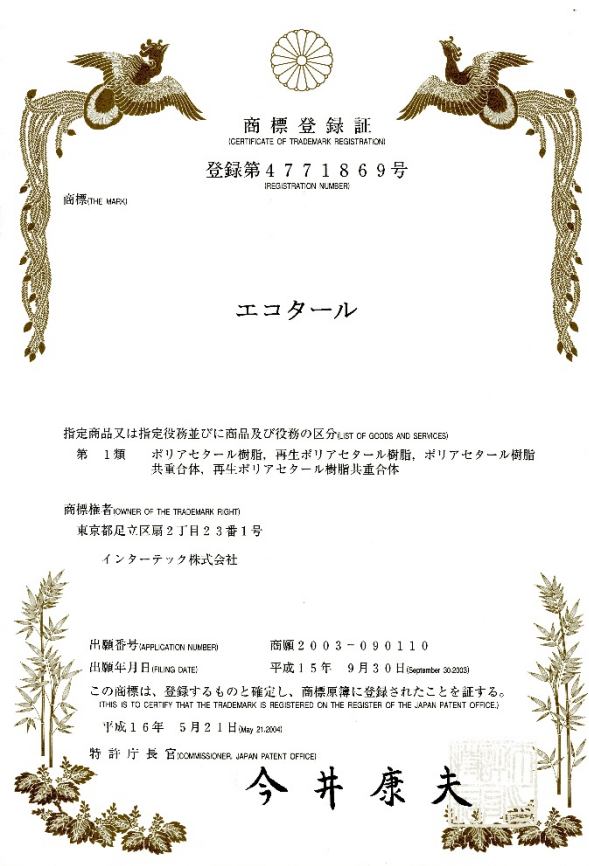 商標登録証
(CERTIFICATE OF TRADEMARK REGISTRATION)
登録第4771869号
(REGISTRATION NUMBER)
商標(THE MARK)
エコタール
指定商品又は指定役務並びに商品及び役務の区分(LIST OF GOODS AND SERVICES)
第 1類 ポリアセタール樹脂,再生ポリアセタール樹脂,ポリアセタール樹脂
共重合体,再生ポリアセタール樹脂共重合体
商標権者(OWNER OF THE TRADEMARK RIGHT)
東京都足立区扇2丁目23番1号
インターテック株式会社
出願番号(APPLICATION NUMBER) 商願2003-090110
出願年月日(FILING DATE) 平成15年 9月30日(September 30.2003)
この商標は、登録するものと確定し、商標原簿に登録されたことを証する。
(THIS IS TO CERTIFY THAT THE TRADEMARK IS REGISTERED ON THE REGISTER OF THE JAPAN PATENT OFFICE.)
平成16年 5月21日(May 21.2004)
特許庁長官(COMMISSIONER, JAPAN PATENT OFFICE)
今井康夫